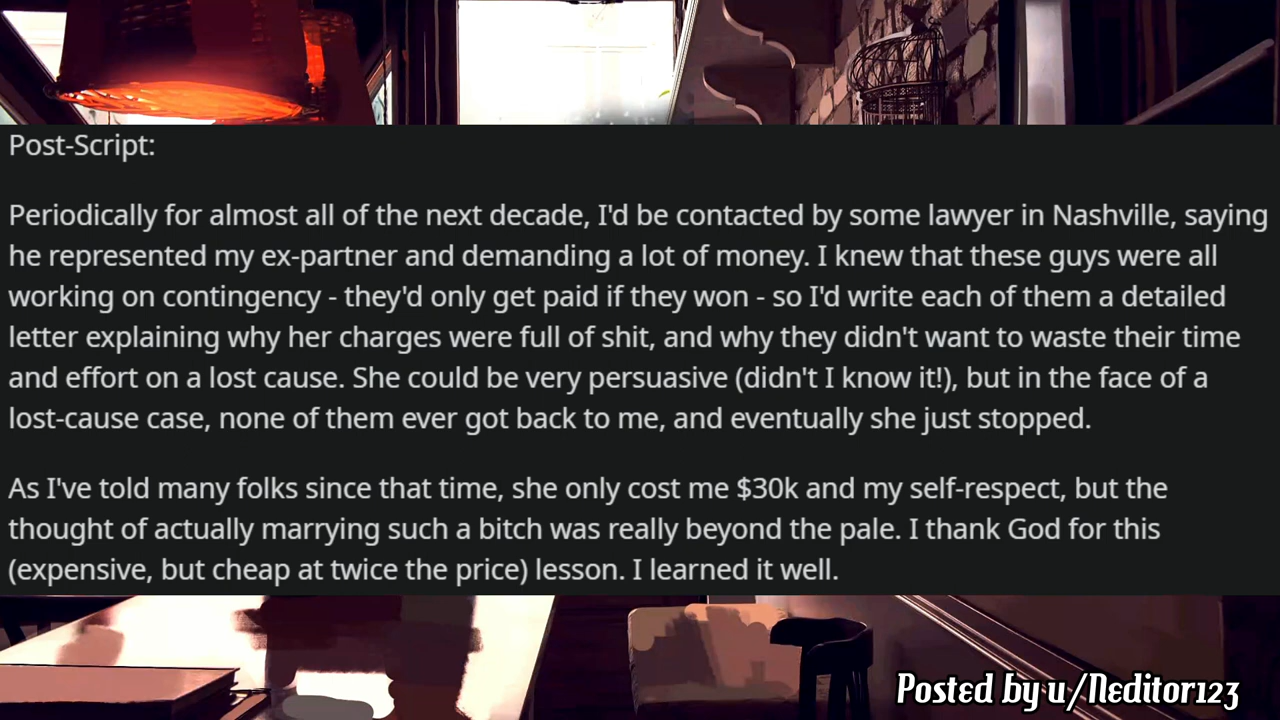 Post-Script:
Periodically for almost all of the next decade, I'd be contacted by some lawyer in Nashville, saying
he represented my ex-partner and demanding a lot of money. I knew that these guys were all
working on contingency - they'd only get paid if they won - so I'd write each of them a detailed
letter explaining why her charges were full of shit, and why they didn't want to waste their time
and effort on a lost cause. She could be very persuasive (didn't I know it!), but in the face of a
lost-cause case, none of them ever got back to me, and eventually she just stopped.
As I've told many folks since that time, she only cost me $30k and my self-respect, but the
thought of actually marrying such a bitch was really beyond the pale. I thank God for this
(expensive, but cheap at twice the price) lesson. I learned it well.
Posted by u/Neditor123